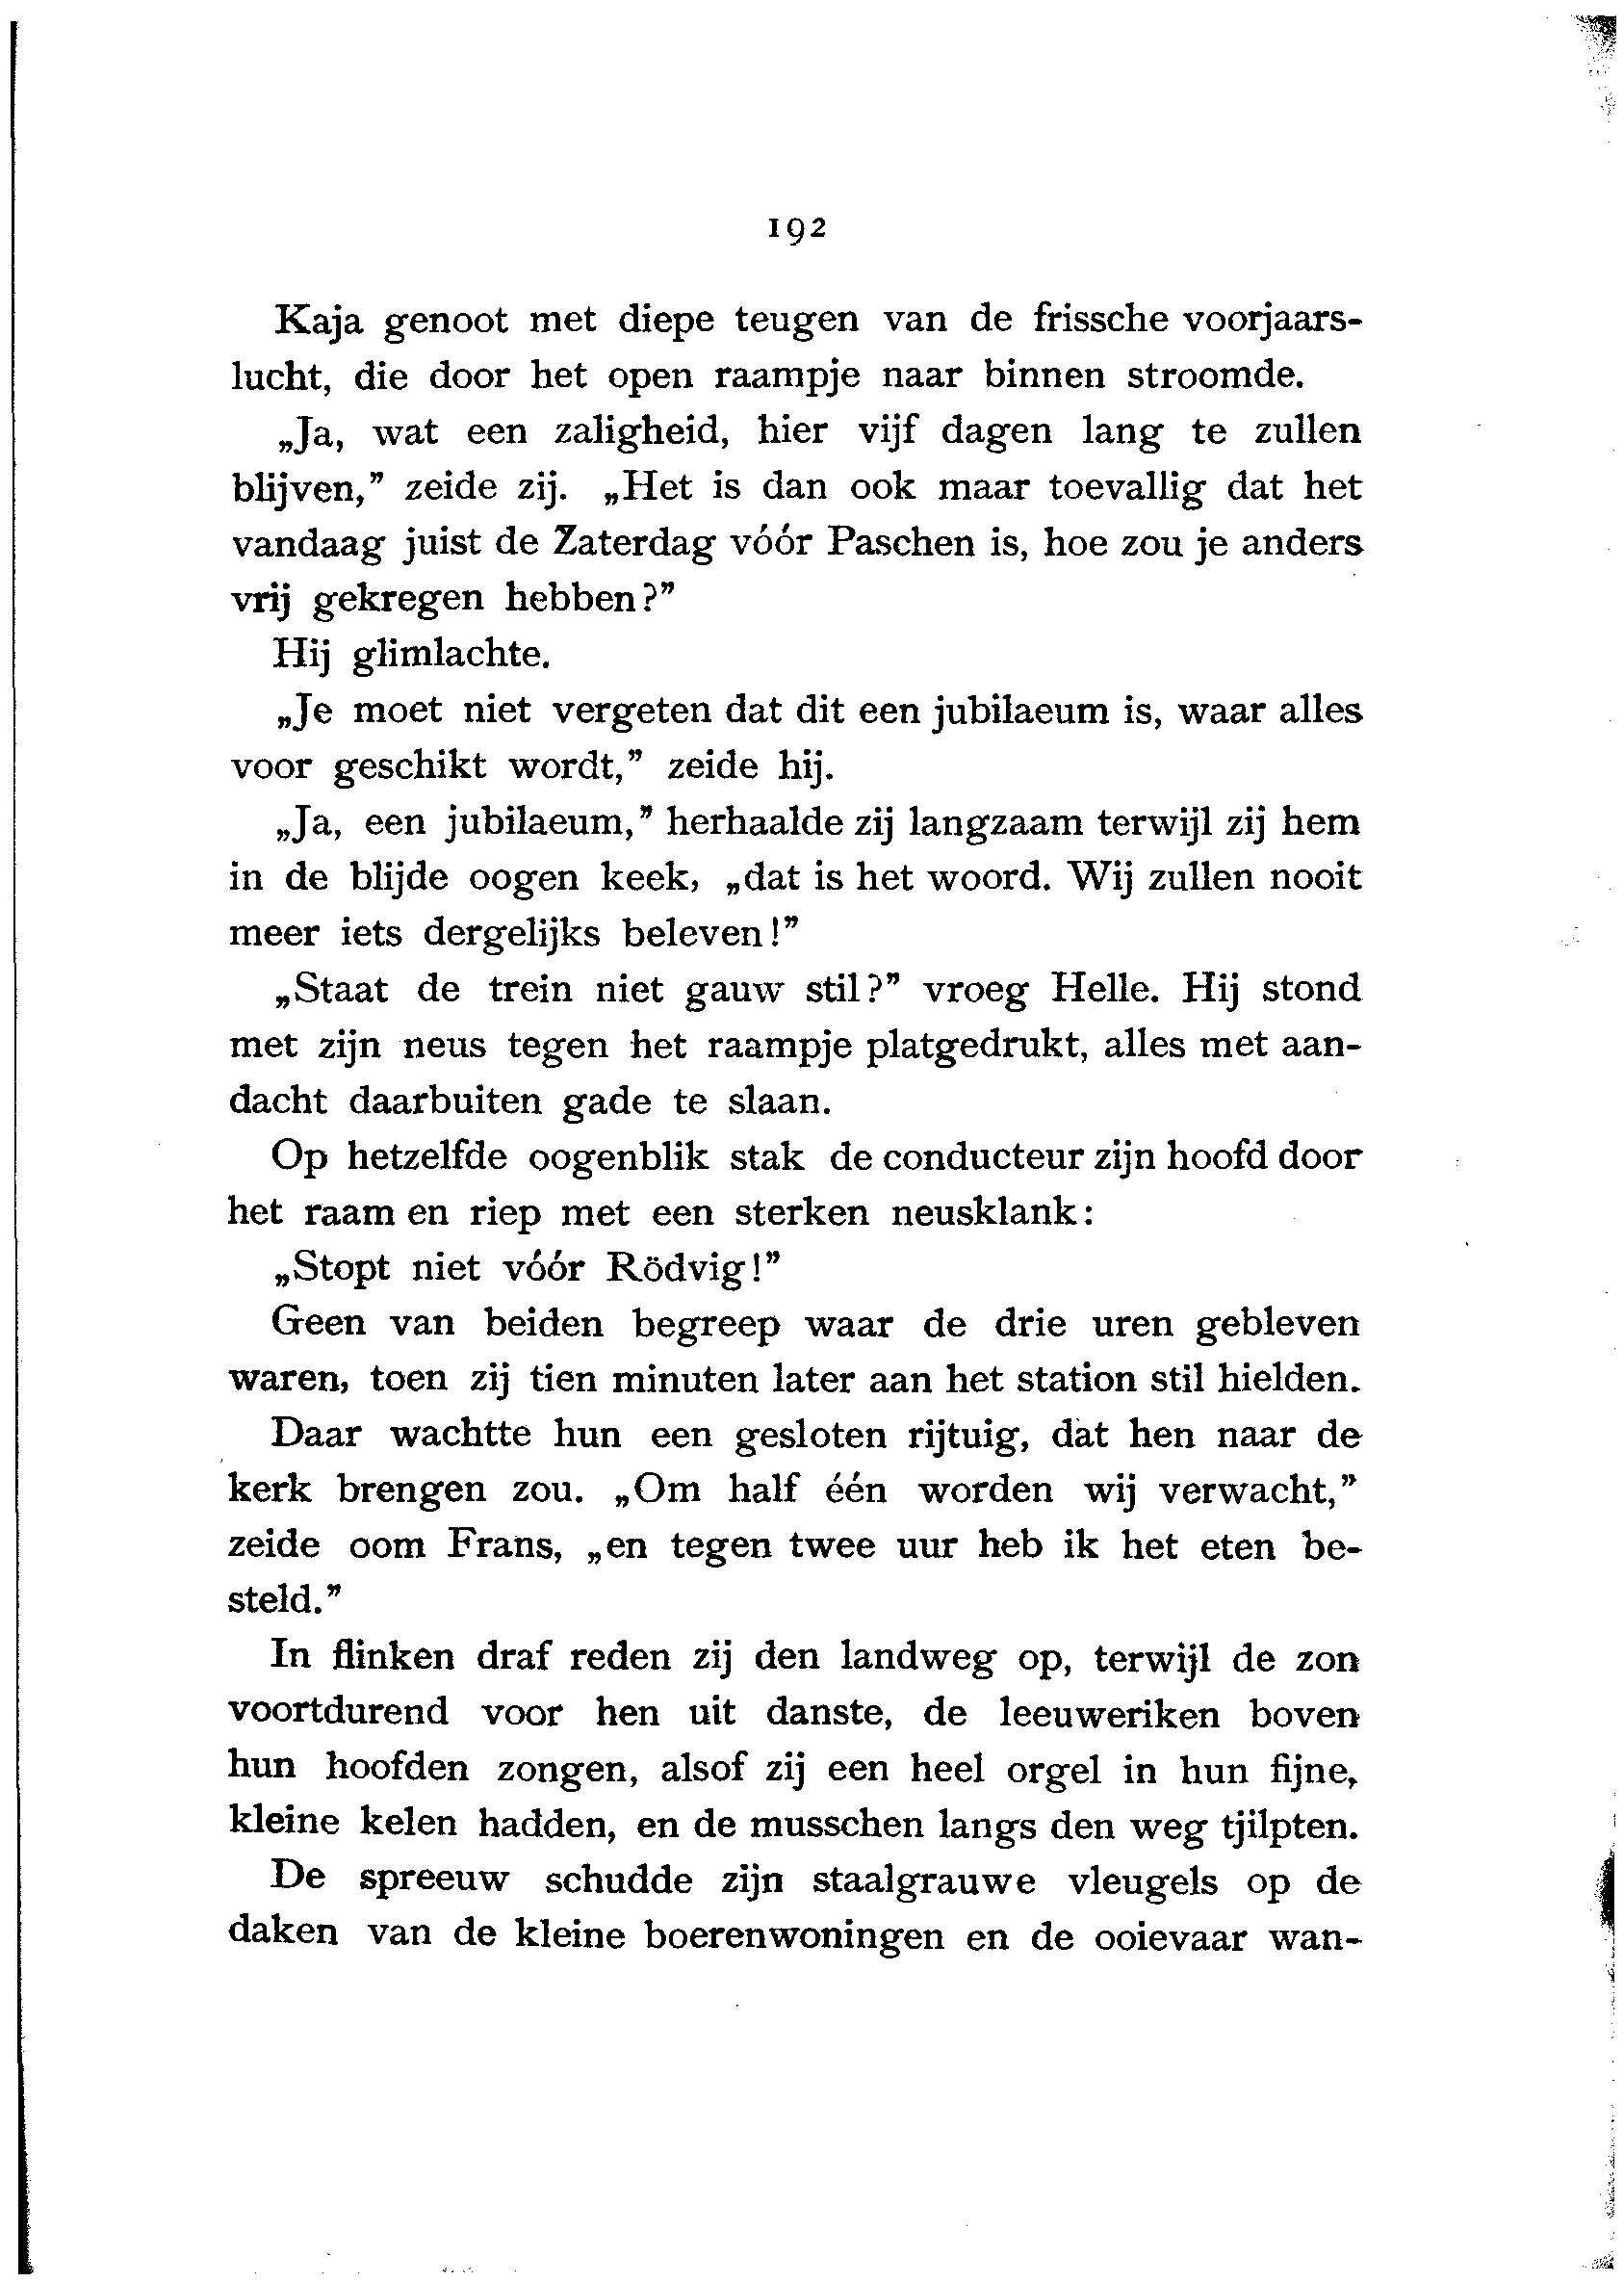 192
Kaja genoot met diepe teugen van de frissche voorjaars-
lucht, die door het open raampje naar binnen stroomde.
„Ja, wat een zaligheid, hier vijf dagen lang te zullen
blijven,” zeide zij. „Het is dan ook maar toevallig dat het
vandaag juist de Zaterdag vóór Paschen is, hoe zou je anders
vrij gekregen hebben?”
Hij glimlachte.
„Je moet niet vergeten dat dit een jubilaeum is, waar alles
voor geschikt wordt,” zeide hij.
„Ja, een jubilaeum,” herhaalde zij langzaam terwijl zij hem
in de blijde oogen keek, „dat is het woord. Wij zullen nooit
meer iets dergelijks beleven!”
„Staat de trein niet gauw stil?” vroeg Helle. Hij stond
met zijn neus tegen het raampje platgedrukt, alles met aan-
dacht daarbuiten gade te slaan.
Op hetzelfde oogenblik stak de conducteur zijn hoofd door
het raam en riep met een sterken neusklank:
„Stopt niet vóór Rödvig!”
Geen van beiden begreep waar de drie uren gebleven
waren, toen zij tien minuten later aan het station stil hielden.
Daar wachtte hun een gesloten rijtuig, dat hen naar de
kerk brengen zou. „Om half één worden wij verwacht,”
zeide oom Frans, „en tegen twee uur heb ik het eten be-
steld.”
In flinken draf reden zij den landweg op, terwijl de zon
voortdurend voor hen uit danste, de leeuweriken boven
hun hoofden zongen, alsof zij een heel orgel in hun fijne,
kleine kelen hadden, en de musschen langs den weg tjilpten.
De spreeuw schudde zijn staalgrauwe vleugels op de
daken van de kleine boerenwoningen en de ooievaar wan-